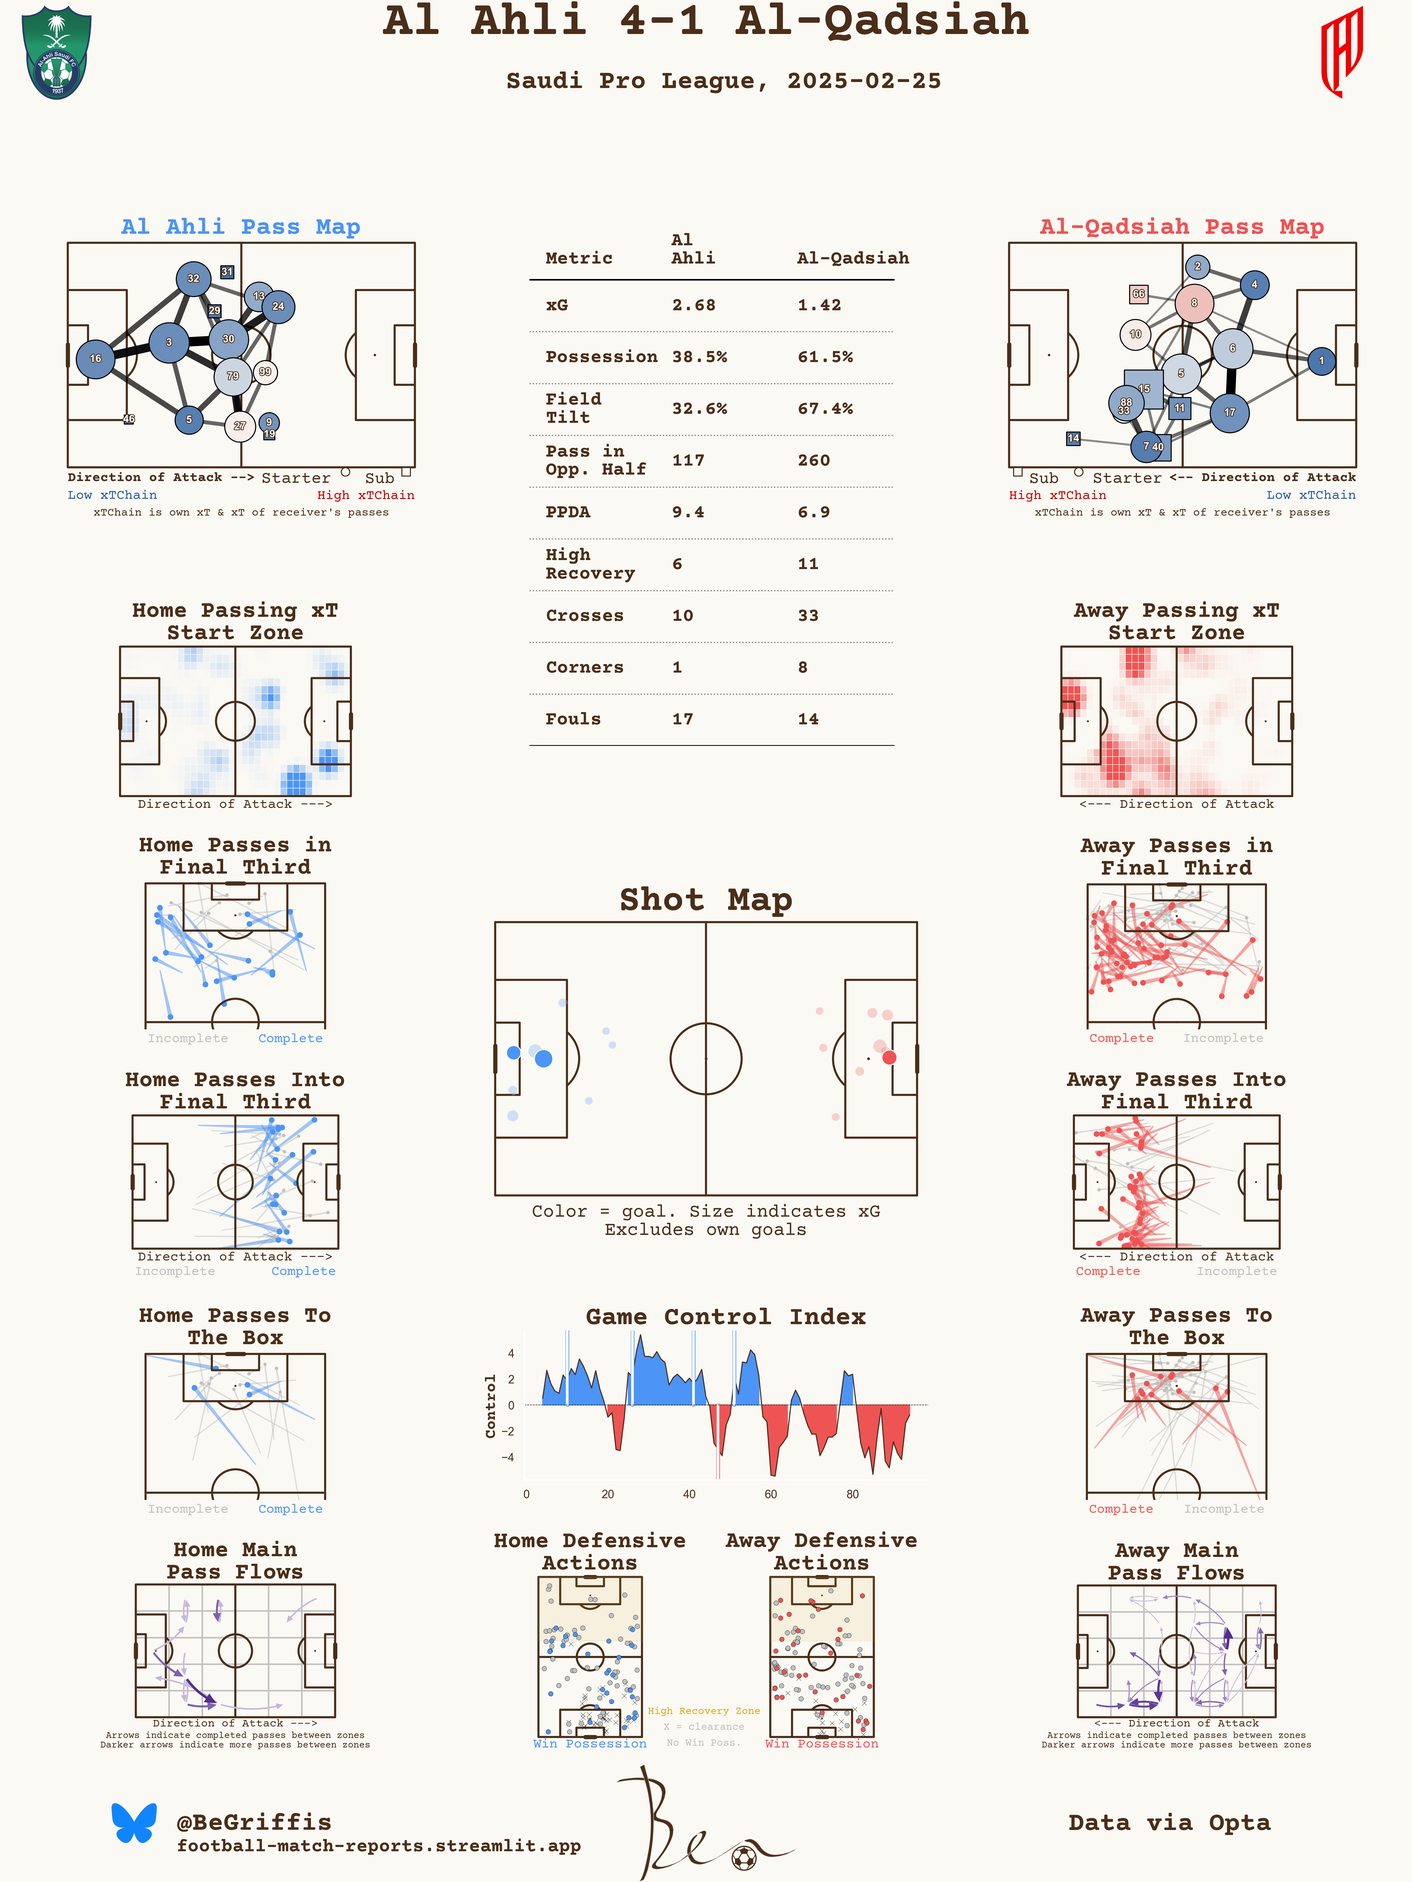 Al Ahli 4-1 Al-Qadsiah
Saudi Pro League, 2025-02-25
Al-Ahli Saudi FC
1937
Al Ahli Pass Map
32
31
13
24
29
30
3
16
79
99
46
5
27
9
19
Direction of Attack --> Starter Sub
Low xTChain High xTChain
xTChain is own xT & xT of receiver's passes
Metric Al Ahli Al-Qadsiah
xG 2.68 1.42
Possession 38.5% 61.5%
Field Tilt 32.6% 67.4%
Pass in Opp. Half 117 260
PPDA 9.4 6.9
High Recovery 6 11
Crosses 10 33
Corners 1 8
Fouls 17 14
Al-Qadsiah Pass Map
2
4
66
8
10
6
1
5
15
88
33
11
17
14
7
40
Sub Starter <-- Direction of Attack
High xTChain Low xTChain
xTChain is own xT & xT of receiver's passes
Home Passing xT
Start Zone
Direction of Attack --->
Away Passing xT
Start Zone
<--- Direction of Attack
Home Passes in
Final Third
Incomplete Complete
Away Passes in
Final Third
Complete Incomplete
Shot Map
Color = goal. Size indicates xG
Excludes own goals
Home Passes Into
Final Third
Direction of Attack --->
Incomplete Complete
Away Passes Into
Final Third
<--- Direction of Attack
Complete Incomplete
Home Passes To
The Box
Incomplete Complete
Game Control Index
Control
4
2
0
−2
−4
0 20 40 60 80
Away Passes To
The Box
Complete Incomplete
Home Main
Pass Flows
Direction of Attack --->
Arrows indicate completed passes between zones
Darker arrows indicate more passes between zones
Home Defensive
Actions
Win Possession
Away Defensive
Actions
Win Possession
High Recovery Zone
X = clearance
No Win Poss.
Away Main
Pass Flows
<--- Direction of Attack
Arrows indicate completed passes between zones
Darker arrows indicate more passes between zones
@BeGriffis
football-match-reports.streamlit.app
Ben
Data via Opta